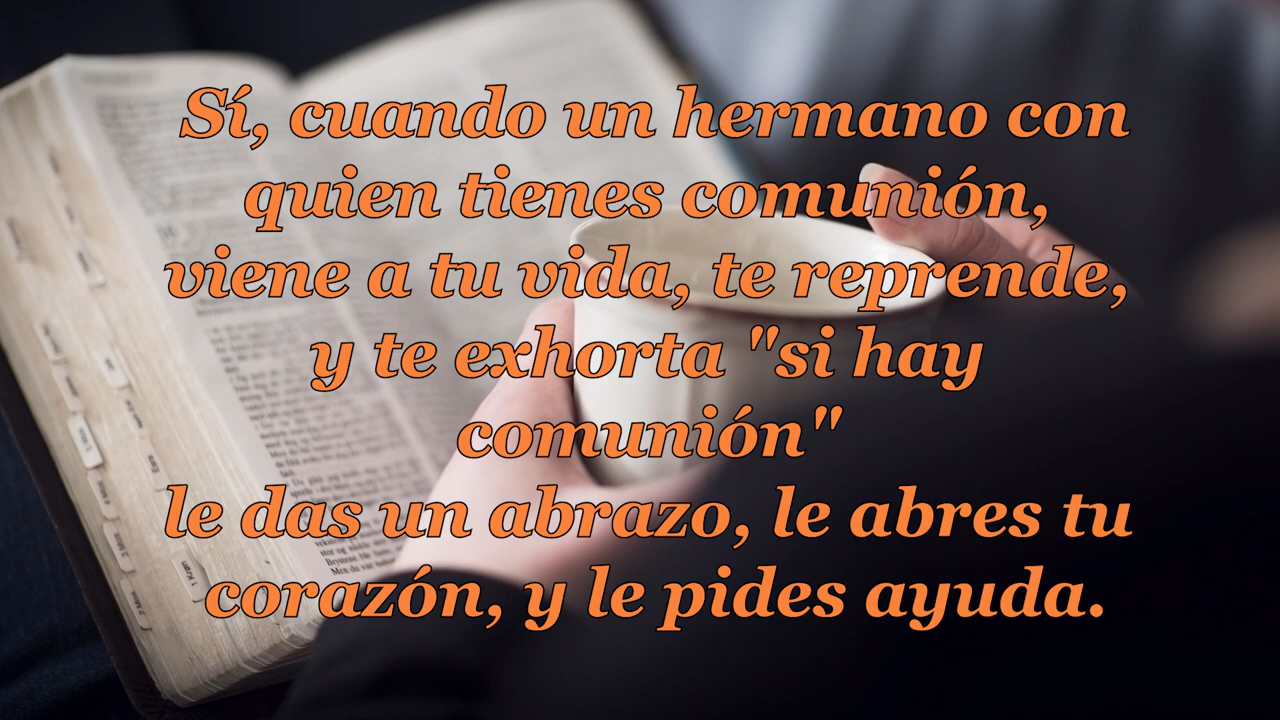 Sí, cuando un hermano con
quien tienes comunión,
viene a tu vida, te reprende,
y te exhorta "si hay
comunión"
le das un abrazo, le abres tu
corazón, y le pides ayuda.